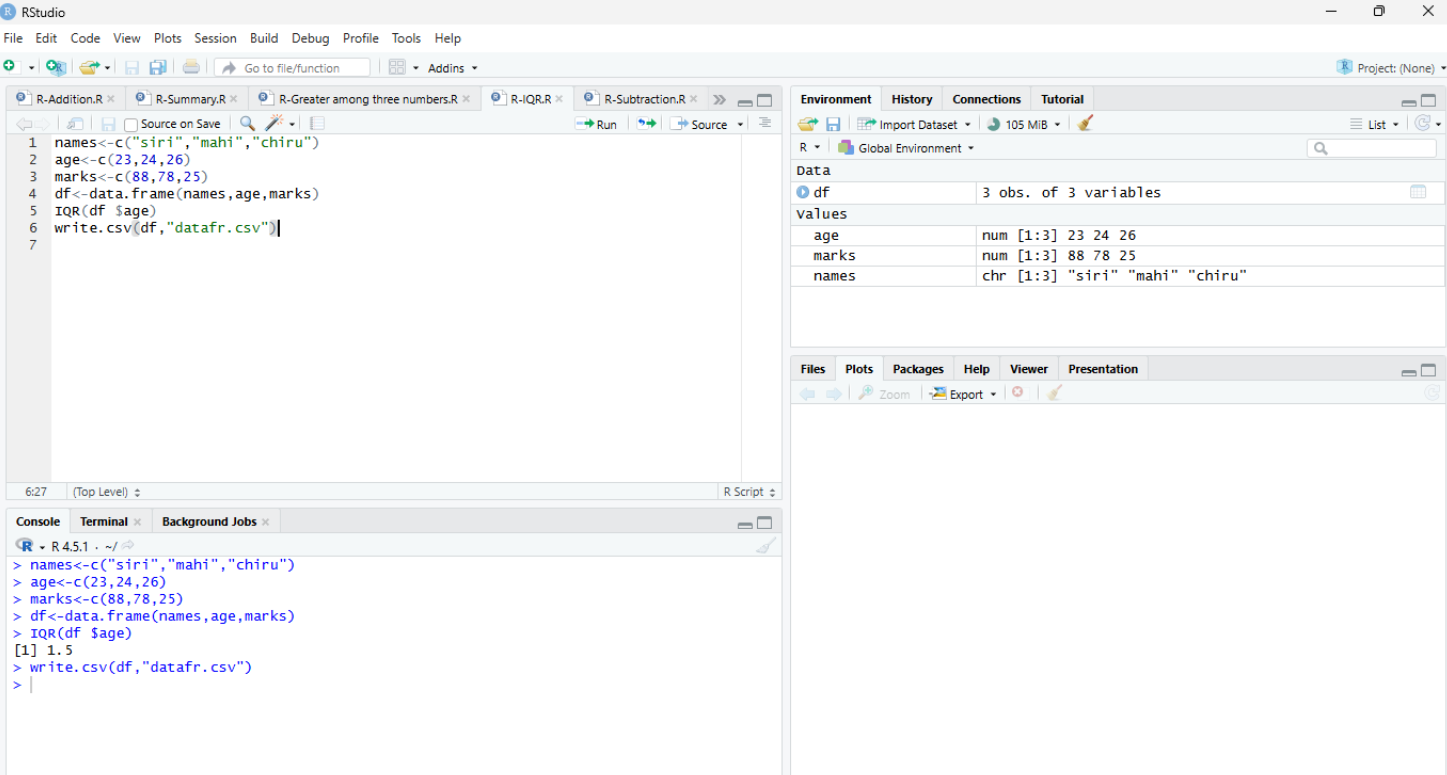 RStudio
File Edit Code View Plots Session Build Debug Profile Tools Help
Go to file/function Addins Project: (None)
R-Addition.R R-Summary.R R-Greater among three numbers.R R-IQR.R R-Subtraction.R
Source on Save Run Source
1 names<-c("siri","mahi","chiru")
2 age<-c(23,24,26)
3 marks<-c(88,78,25)
4 df<-data.frame(names,age,marks)
5 IQR(df $age)
6 write.csv(df,"datafr.csv")
7
6:27 (Top Level) R Script
Console Terminal Background Jobs
R 4.5.1 · ~/
> names<-c("siri","mahi","chiru")
> age<-c(23,24,26)
> marks<-c(88,78,25)
> df<-data.frame(names,age,marks)
> IQR(df $age)
[1] 1.5
> write.csv(df,"datafr.csv")
>
Environment History Connections Tutorial
Import Dataset 105 MiB List
R Global Environment
Data
df 3 obs. of 3 variables
Values
age num [1:3] 23 24 26
marks num [1:3] 88 78 25
names chr [1:3] "siri" "mahi" "chiru"
Files Plots Packages Help Viewer Presentation
Zoom Export